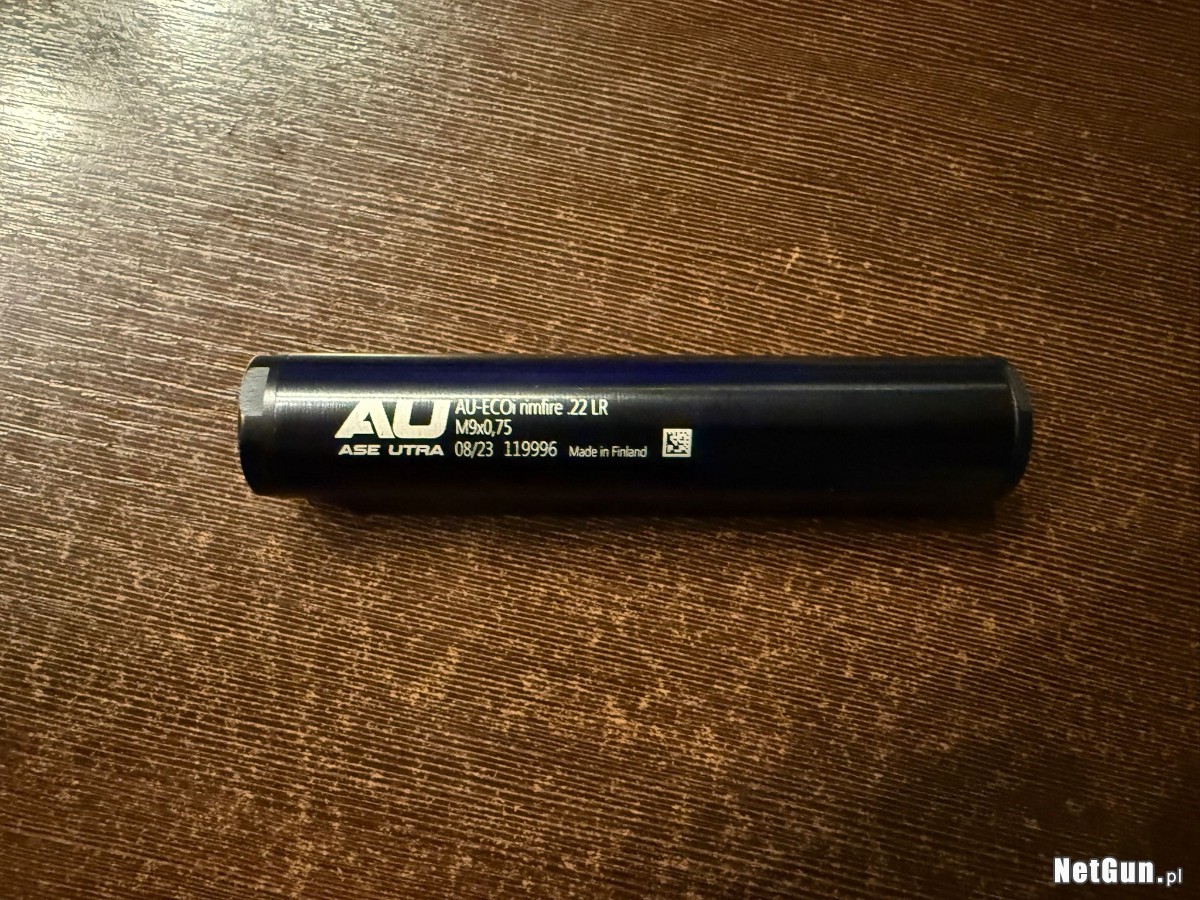 AU
ASE UTRA
AU-ECOi rimfire .22 LR
M9x0,75
08/23 119996 Made in Finland
NetGun.pl